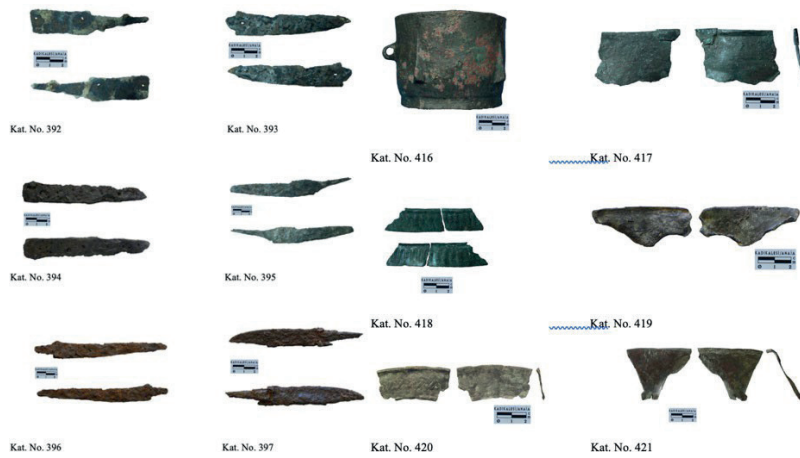 Kat. No. 392
Kat. No. 393
Kat. No. 416
Kat. No. 417
Kat. No. 394
Kat. No. 395
Kat. No. 418
Kat. No. 419
Kat. No. 396
Kat. No. 397
Kat. No. 420
Kat. No. 421